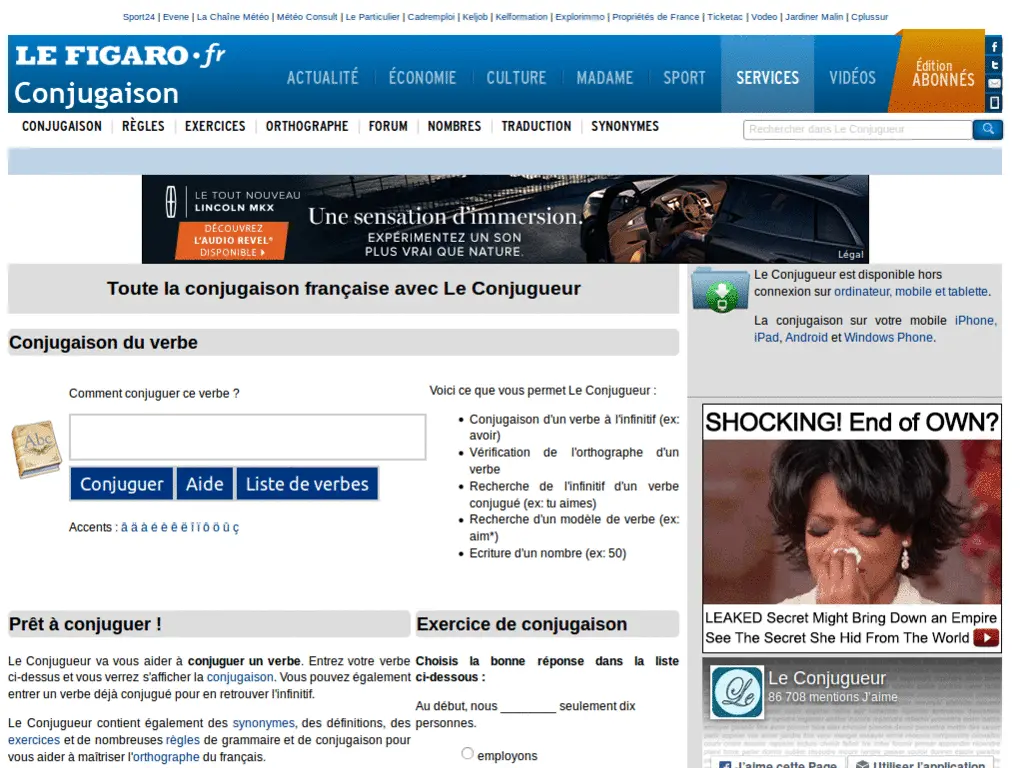 Sport24 | Evene | La Chaîne Météo | Météo Consult | Le Particulier | Cadremploi | Keljob | Kelformation | Explorimmo | Propriétés de France | Ticketac | Vodeo | Jardiner Malin | Cplussur
LE FIGARO·fr
Conjugaison
ACTUALITÉ ÉCONOMIE CULTURE MADAME SPORT SERVICES VIDÉOS
Édition
ABONNÉS
CONJUGAISON RÈGLES EXERCICES ORTHOGRAPHE FORUM NOMBRES TRADUCTION SYNONYMES
Rechercher dans Le Conjugueur
LE TOUT NOUVEAU
LINCOLN MKX
DÉCOUVREZ
L'AUDIO REVEL*
DISPONIBLE
Une sensation d'immersion.
EXPÉRIMENTEZ UN SON
PLUS VRAI QUE NATURE.
Légal
Toute la conjugaison française avec Le Conjugueur
Le Conjugueur est disponible hors
connexion sur ordinateur, mobile et tablette.
La conjugaison sur votre mobile iPhone,
iPad, Android et Windows Phone.
Conjugaison du verbe
Comment conjuguer ce verbe ?
Abc
Conjuguer Aide Liste de verbes
Accents : â ä à é è ê ë î ï ô ö û ç
Voici ce que vous permet Le Conjugueur :
• Conjugaison d'un verbe à l'infinitif (ex:
avoir)
• Vérification de l'orthographe d'un
verbe
• Recherche de l'infinitif d'un verbe
conjugué (ex: tu aimes)
• Recherche d'un modèle de verbe (ex:
aim*)
• Ecriture d'un nombre (ex: 50)
SHOCKING! End of OWN?
LEAKED Secret Might Bring Down an Empire
See The Secret She Hid From The World
Prêt à conjuguer !
Le Conjugueur va vous aider à conjuguer un verbe. Entrez votre verbe
ci-dessus et vous verrez s'afficher la conjugaison. Vous pouvez également
entrer un verbe déjà conjugué pour en retrouver l'infinitif.
Le Conjugueur contient également des synonymes, des définitions, des
exercices et de nombreuses règles de grammaire et de conjugaison pour
vous aider à maîtriser l'orthographe du français.
Exercice de conjugaison
Choisis la bonne réponse dans la liste
ci-dessous :
Au début, nous ________ seulement dix
personnes.
employons
Le Conjugueur
86 708 mentions J'aime
J'aime cette Page Utiliser l'application